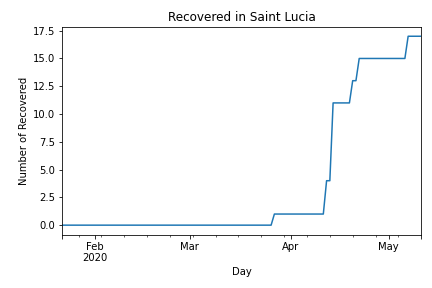 Recovered in Saint Lucia
17.5
15.0
12.5
10.0
7.5
5.0
2.5
0.0
Number of Recovered
Feb
2020
Mar
Apr
May
Day